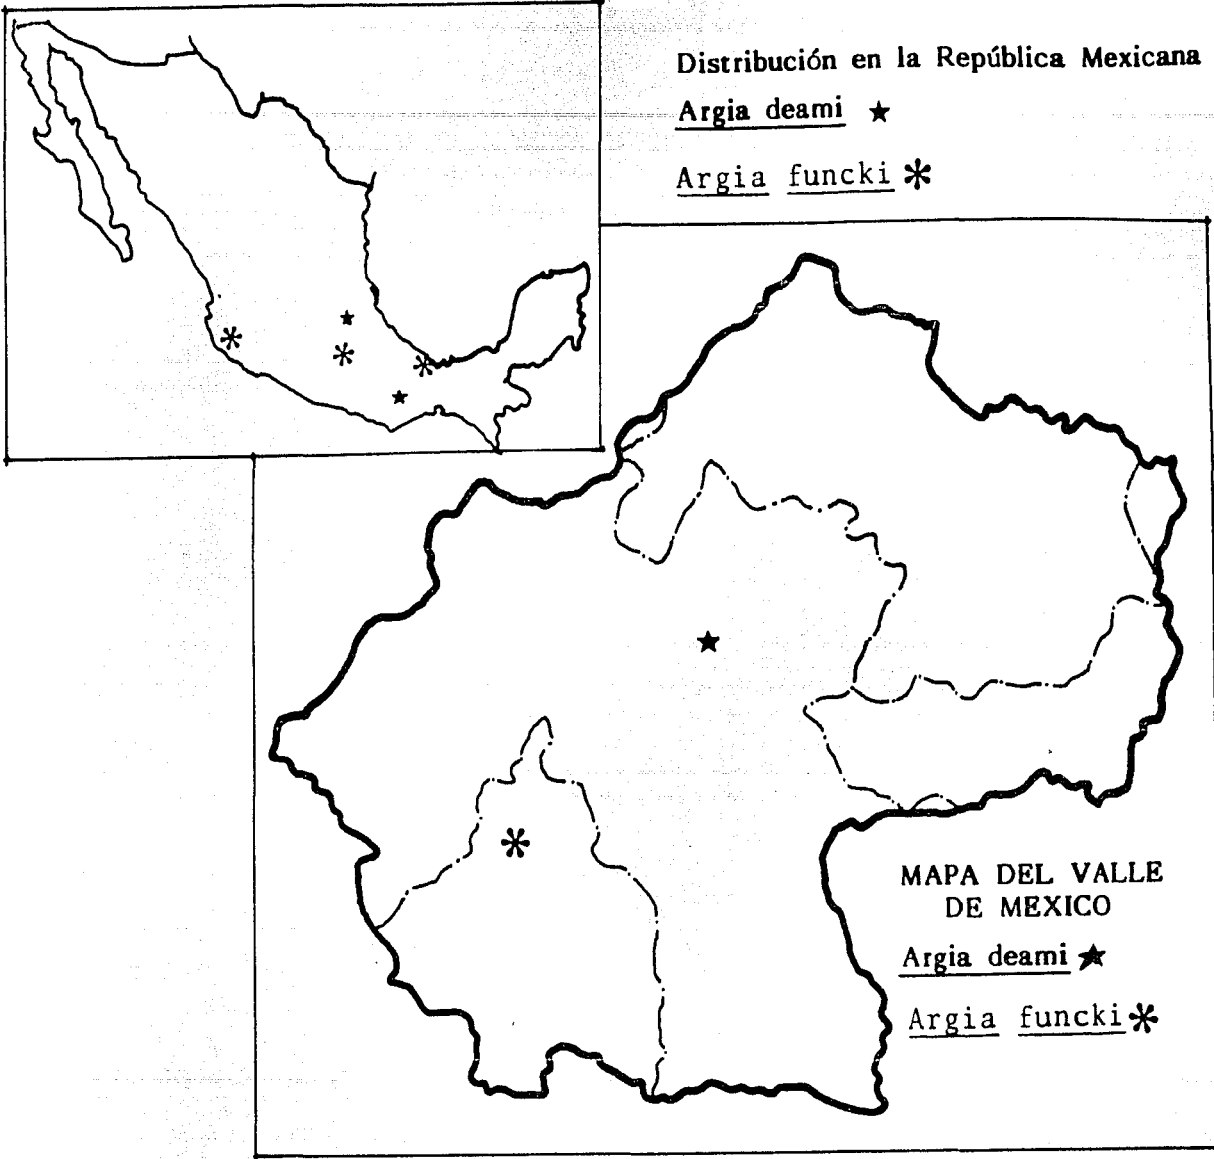 Distribución en la República Mexicana
Argia deami ★
Argia funcki *
MAPA DEL VALLE
DE MEXICO
Argia deami ★
Argia funcki *